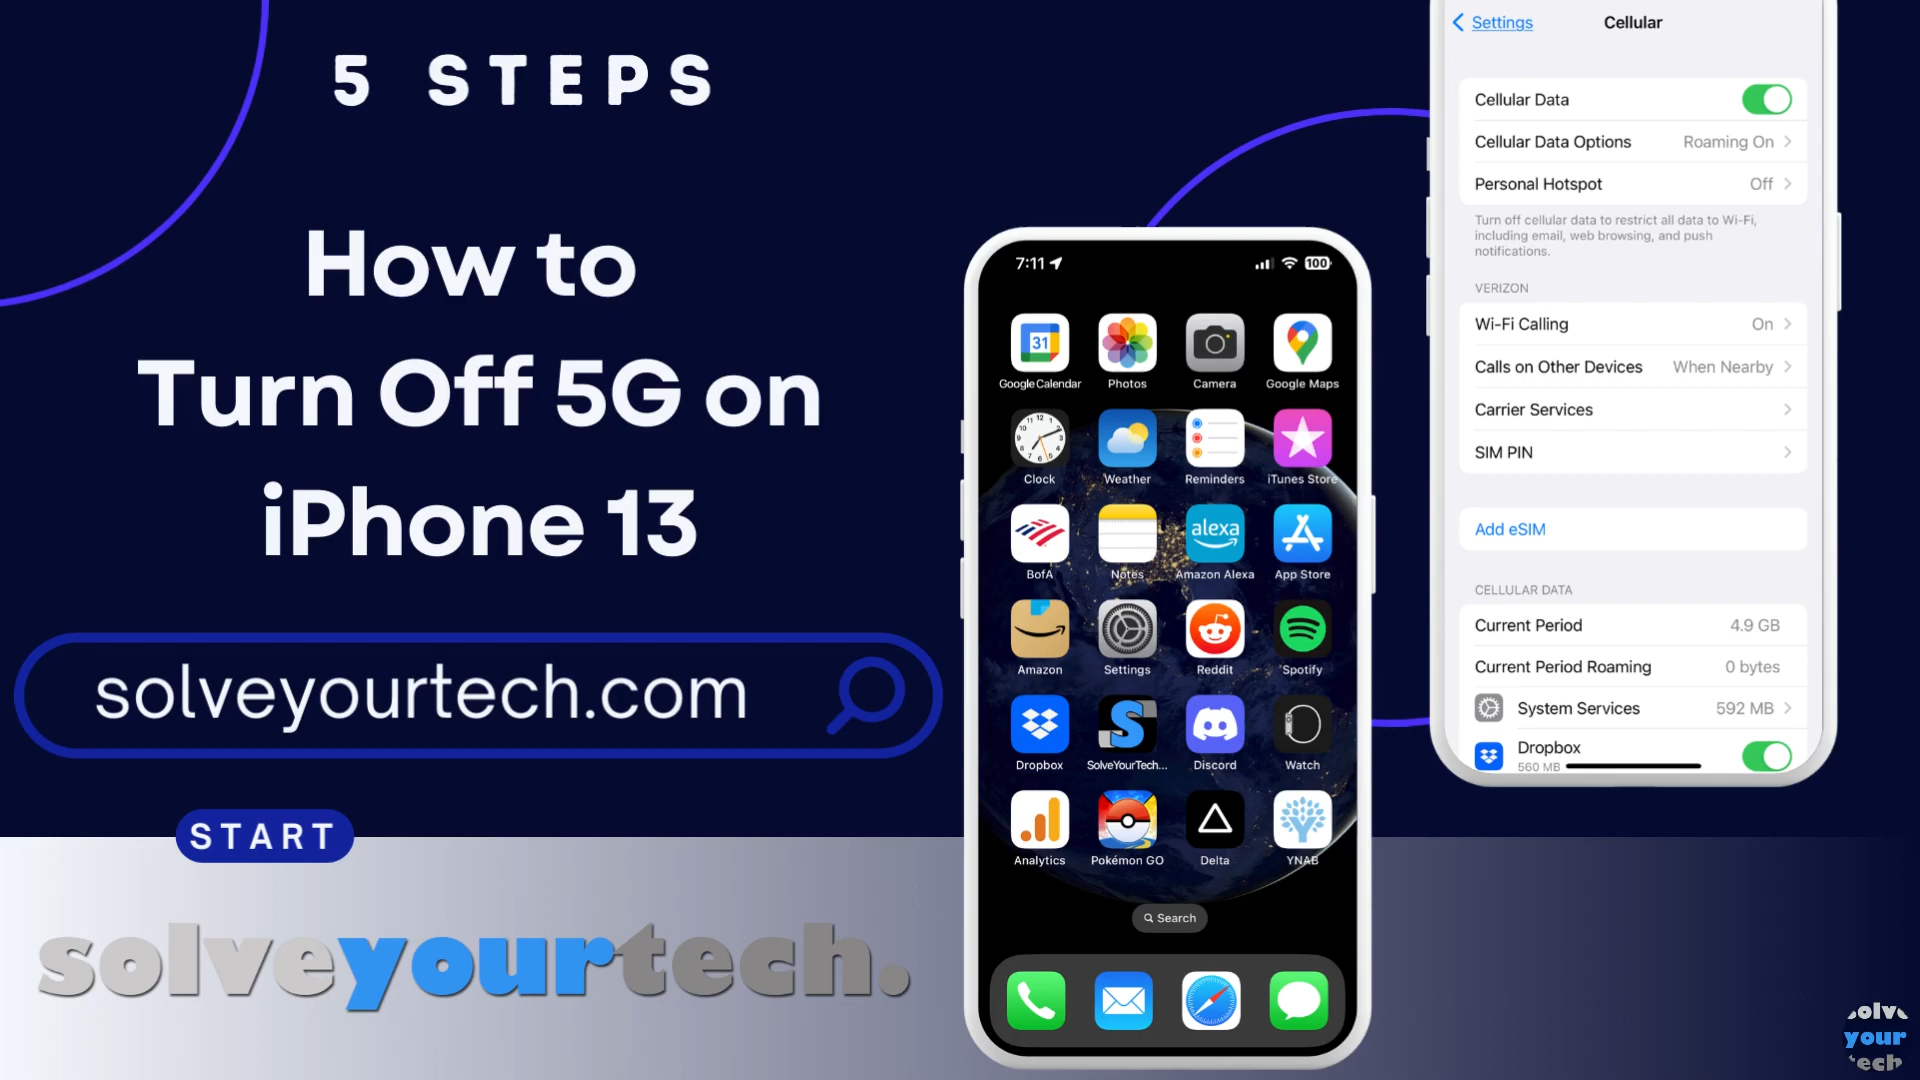 5 STEPS
How to
Turn Off 5G on
iPhone 13
solveyourtech.com
START
solveyourtech.
7:11
100
31
Google Calendar
Photos
Camera
Google Maps
Clock
Weather
Reminders
iTunes Store
alexa
BofA
Notes
Amazon Alexa
App Store
Amazon
Settings
Reddit
Spotify
S
Dropbox
SolveYourTech...
Discord
Watch
Analytics
Pokémon GO
Delta
YNAB
Search
Settings
Cellular
Cellular Data
Cellular Data Options
Roaming On
Personal Hotspot
Off
Turn off cellular data to restrict all data to Wi-Fi,
including email, web browsing, and push
notifications.
VERIZON
Wi-Fi Calling
On
Calls on Other Devices
When Nearby
Carrier Services
SIM PIN
Add eSIM
CELLULAR DATA
Current Period
4.9 GB
Current Period Roaming
0 bytes
System Services
592 MB
Dropbox
560 MB
solve
your
tech